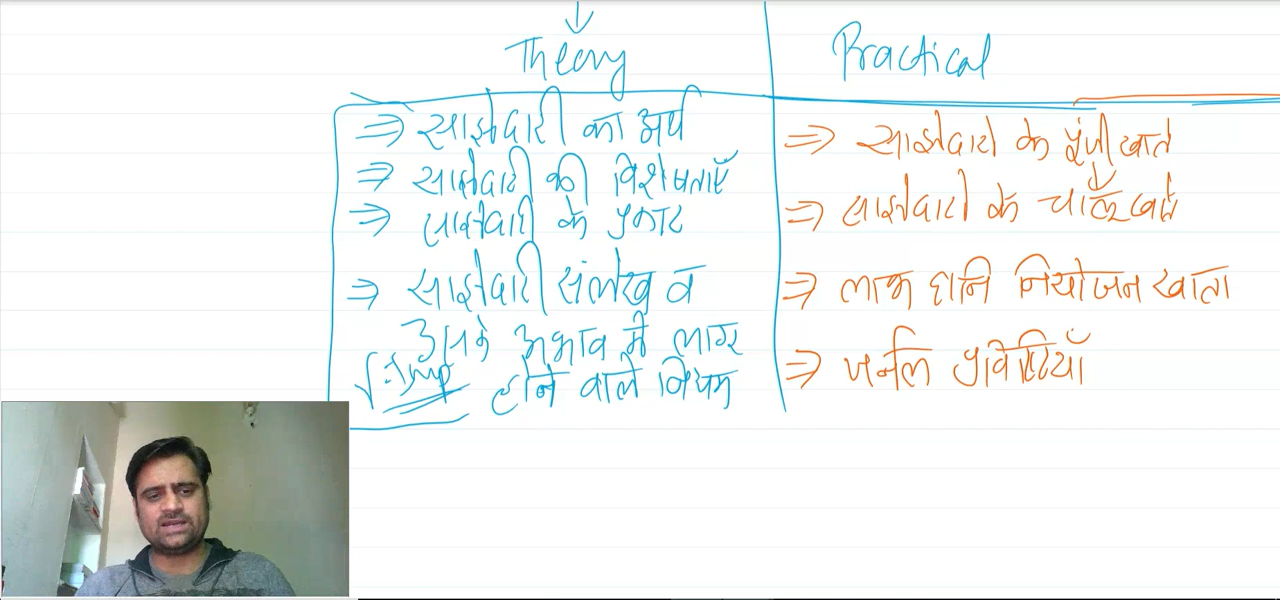 Theory
⇒ साझेदारी का अर्थ
⇒ साझेदारी की विशेषताएँ
⇒ साझेदारी के प्रकार
⇒ साझेदारी संलेख व
उसके अभाव में लागू
√:Imp होने वाले नियम
Practical
⇒ साझेदारो के पूंजी खाते
⇒ साझेदारो के चालू खाते
⇒ लाभ हानि नियोजन खाता
⇒ जर्नल प्रविष्टियाँ